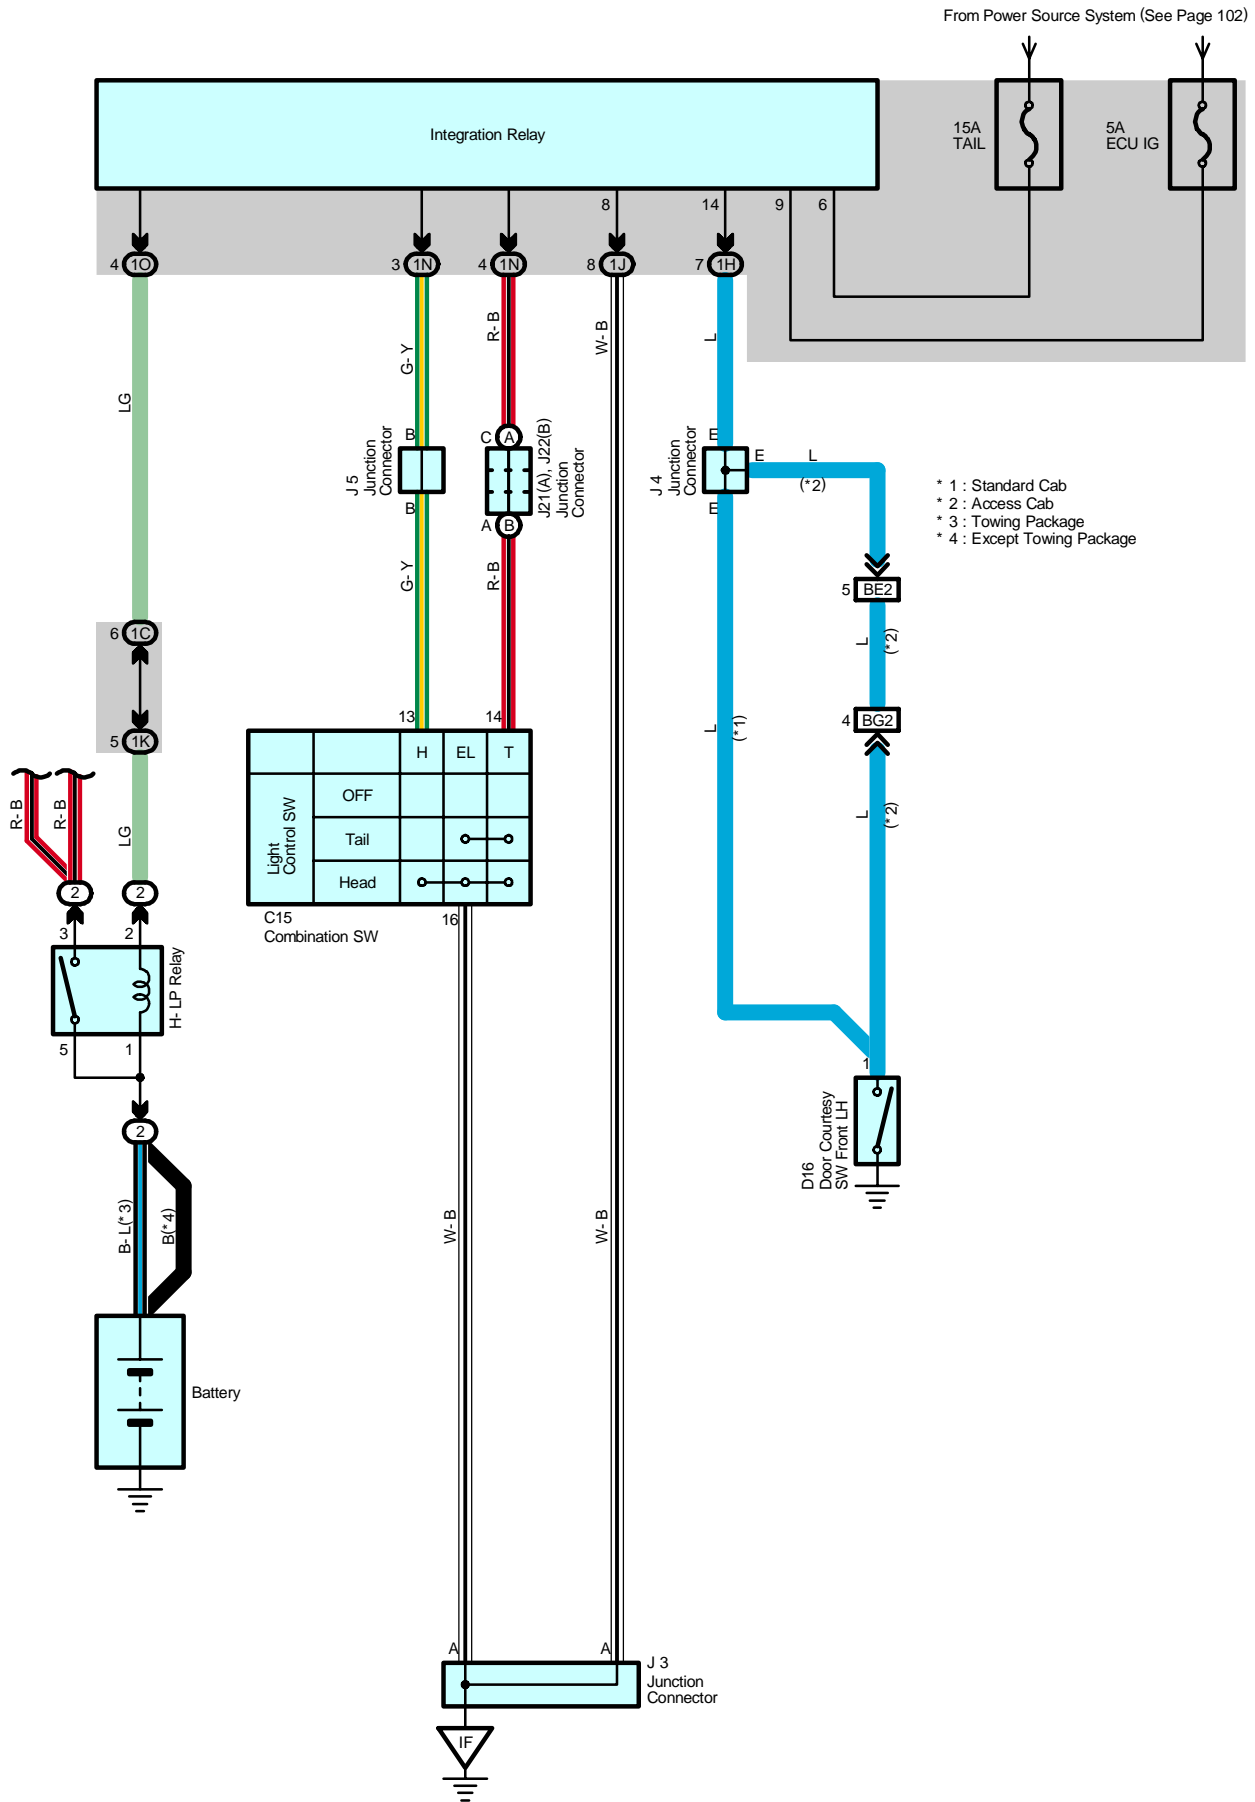 From Power Source System (See Page 102)
Integration Relay
15A
TAIL
5A
ECU IG
8
14
9
6
4
1O
3
1N
4
1N
8
1J
7
1H
LG
G-Y
R-B
W-B
L
J 5
Junction
Connector
B
B
C
A
J21(A), J22(B)
Junction
Connector
A
B
J 4
Junction
Connector
E
E
E
L
(*2)
* 1 : Standard Cab
* 2 : Access Cab
* 3 : Towing Package
* 4 : Except Towing Package
G-Y
R-B
5
BE2
L
(*2)
6
1C
4
BG2
5
1K
13
14
L
(*1)
H
EL
T
Light
Control SW
OFF
Tail
Head
R-B
R-B
LG
L
(*2)
2
2
C15
Combination SW
16
3
2
H-LP Relay
5
1
1
D16
Door Courtesy
SW Front LH
2
B-L(*3)
B(*4)
W-B
W-B
Battery
A
A
J 3
Junction
Connector
IF